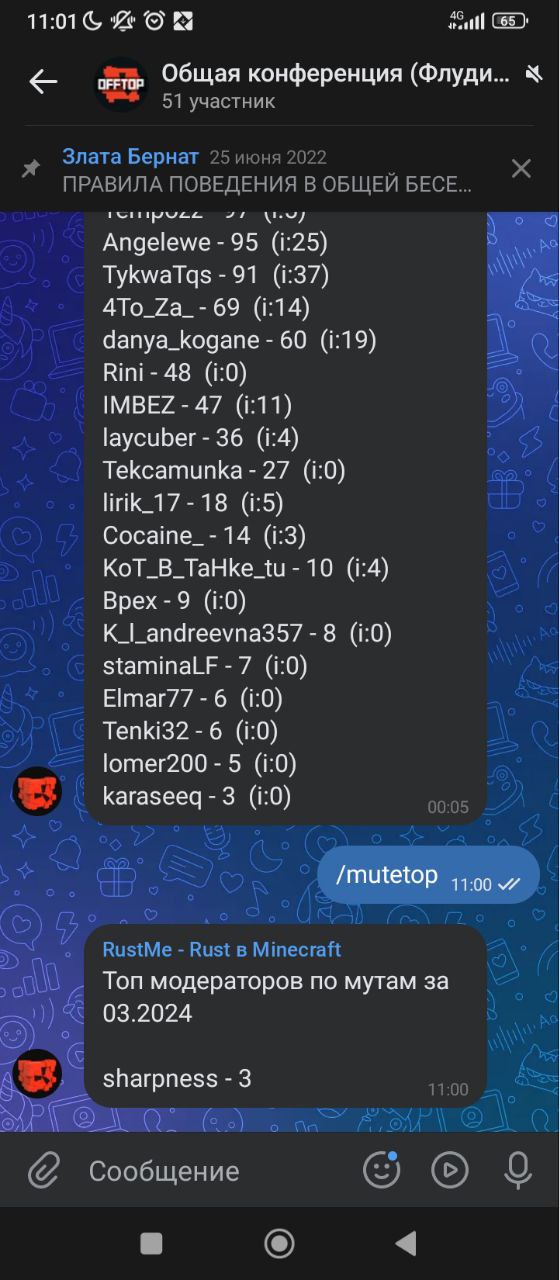 11:01
4G
65
OFFTOP
Общая конференция (Флуди...
51 участник
Злата Бернат 25 июня 2022
ПРАВИЛА ПОВЕДЕНИЯ В ОБЩЕЙ БЕСЕ...
Angelewe - 95 (i:25)
TykwaTqs - 91 (i:37)
4To_Za_ - 69 (i:14)
danya_kogane - 60 (i:19)
Rini - 48 (i:0)
IMBEZ - 47 (i:11)
laycuber - 36 (i:4)
Tekcamunka - 27 (i:0)
lirik_17 - 18 (i:5)
Cocaine_ - 14 (i:3)
KoT_B_TaHke_tu - 10 (i:4)
Bpex - 9 (i:0)
K_l_andreevna357 - 8 (i:0)
staminaLF - 7 (i:0)
Elmar77 - 6 (i:0)
Tenki32 - 6 (i:0)
lomer200 - 5 (i:0)
karaseeq - 3 (i:0)
00:05
/mutetop 11:00
RustMe - Rust в Minecraft
Топ модераторов по мутам за
03.2024
sharpness - 3
11:00
Сообщение